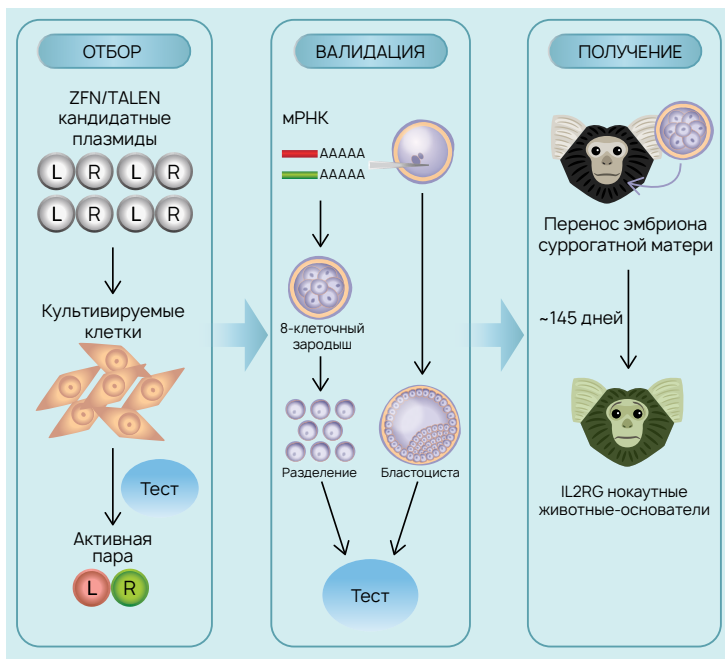 ОТБОР
ZFN/TALEN
кандидатные
плазмиды
L R L R
L R L R
Культивируемые
клетки
Тест
Активная
пара
L R
ВАЛИДАЦИЯ
мРНК
AAAAA
AAAAA
8-клеточный
зародыш
Разделение
Бластоциста
Тест
ПОЛУЧЕНИЕ
Перенос эмбриона
суррогатной матери
~145 дней
IL2RG нокаутные
животные-основатели